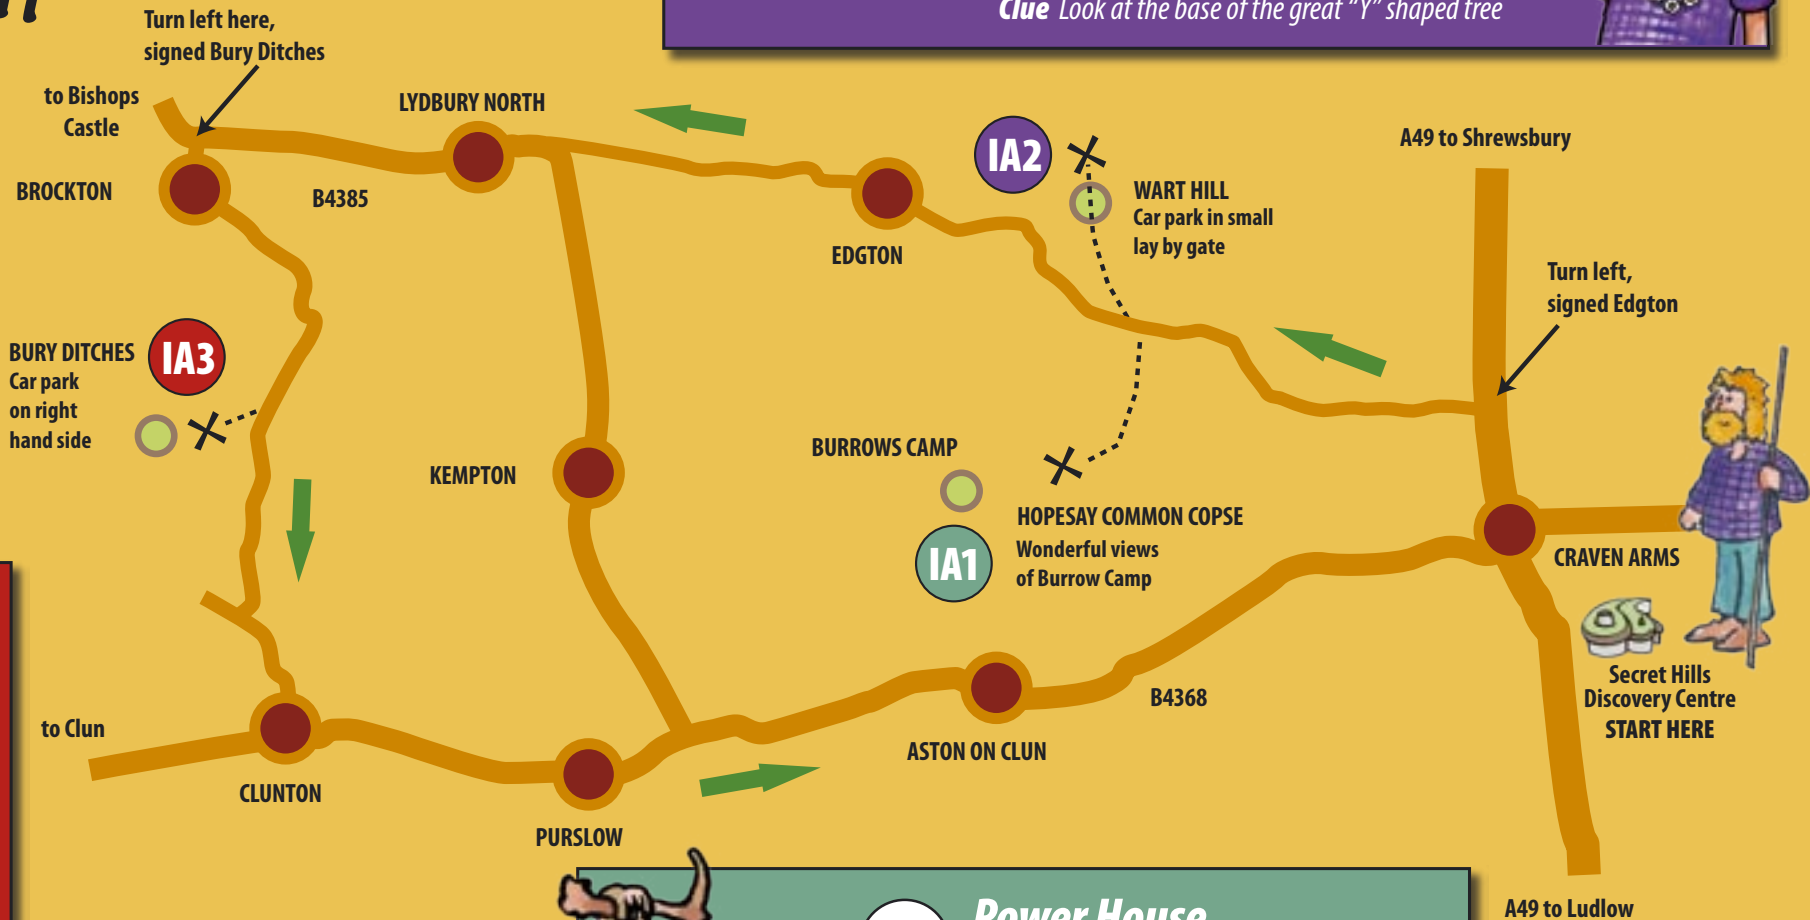 Clue Look at the base of the great “Y” shaped tree
Turn left here,
signed Bury Ditches
to Bishops
Castle
LYDBURY NORTH
IA2
A49 to Shrewsbury
BROCKTON
B4385
WART HILL
Car park in small
lay by gate
EDGTON
Turn left,
signed Edgton
BURY DITCHES
Car park
on right
hand side
IA3
KEMPTON
BURROWS CAMP
HOPESAY COMMON COPSE
Wonderful views
of Burrow Camp
IA1
CRAVEN ARMS
Secret Hills
Discovery Centre
START HERE
B4368
to Clun
ASTON ON CLUN
CLUNTON
PURSLOW
Power House
A49 to Ludlow